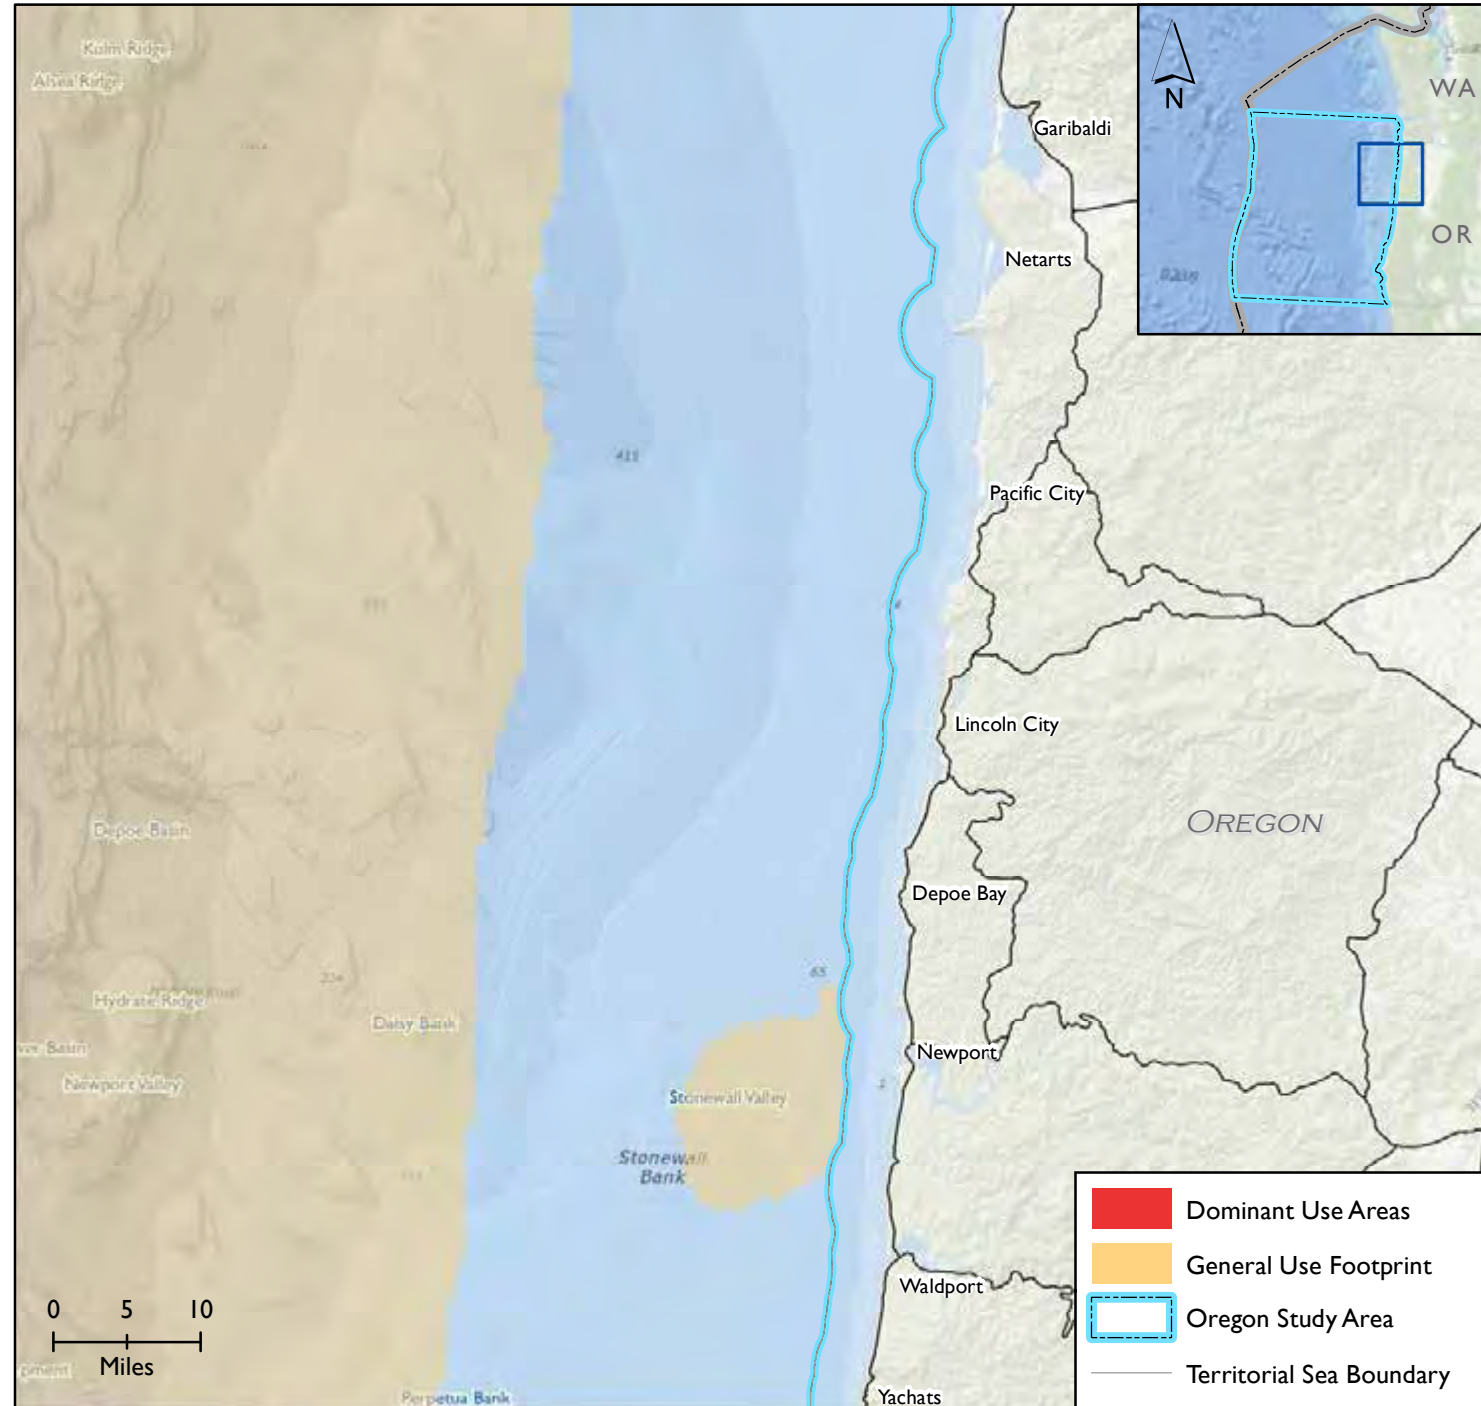 Kulm Ridge
Alsea Ridge
N
WA
OR
Garibaldi
Netarts
411
Pacific City
Lincoln City
OREGON
Depoe Basin
Depoe Bay
65
Hydrate Ridge
Daisy Bank
Newport
Newport Valley
Stonewall Valley
Stonewall
Bank
Dominant Use Areas
General Use Footprint
Oregon Study Area
Territorial Sea Boundary
Waldport
0 5 10
Miles
Perpetua Bank
Yachats